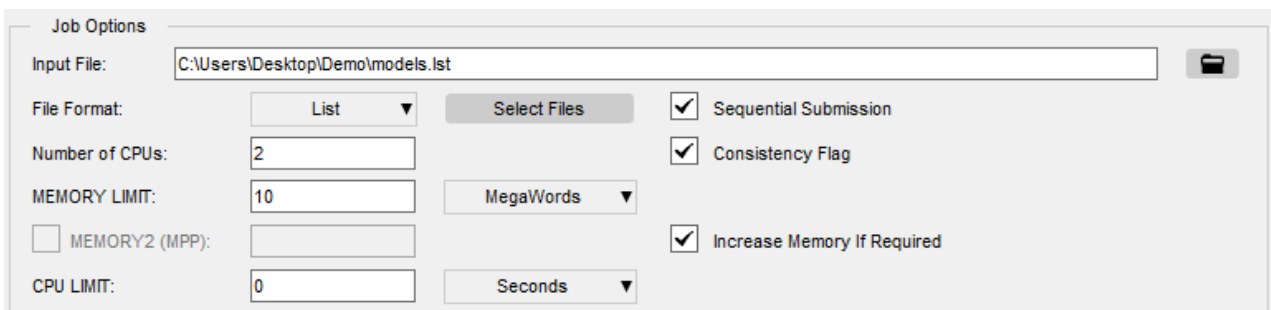 Job Options
Input File: C:\Users\Desktop\Demo\models.lst
File Format: List Select Files Sequential Submission
Number of CPUs: 2 Consistency Flag
MEMORY LIMIT: 10 MegaWords
MEMORY2 (MPP): Increase Memory If Required
CPU LIMIT: 0 Seconds